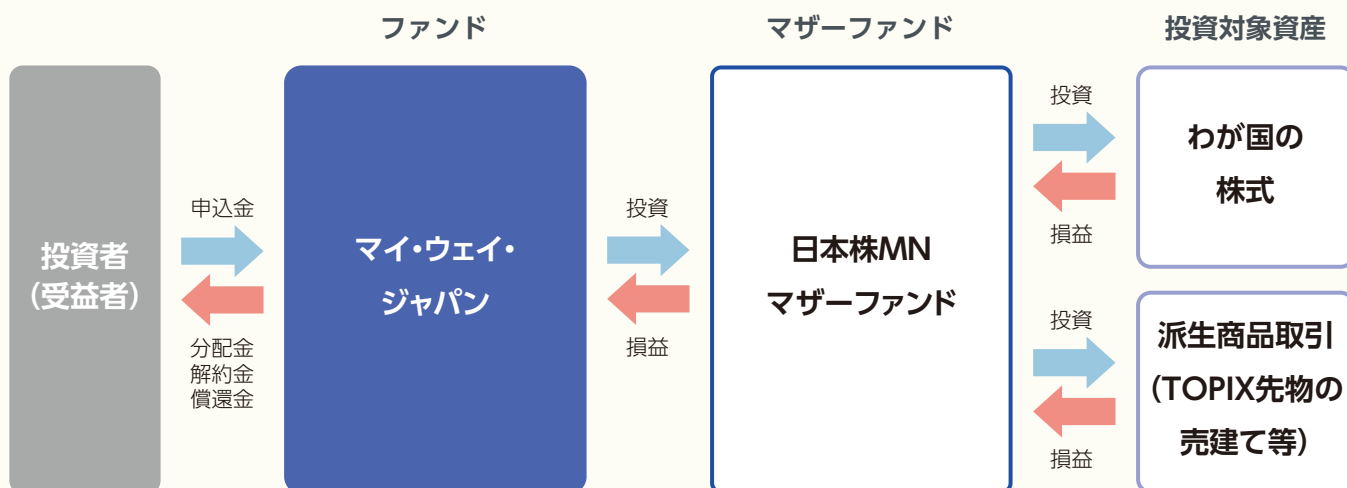 ファンド
マザーファンド
投資対象資産
投資者
(受益者)
申込金
分配金
解約金
償還金
マイ・ウェイ・
ジャパン
投資
損益
日本株MN
マザーファンド
投資
損益
わが国の
株式
投資
損益
派生商品取引
(TOPIX先物の
売建て等)